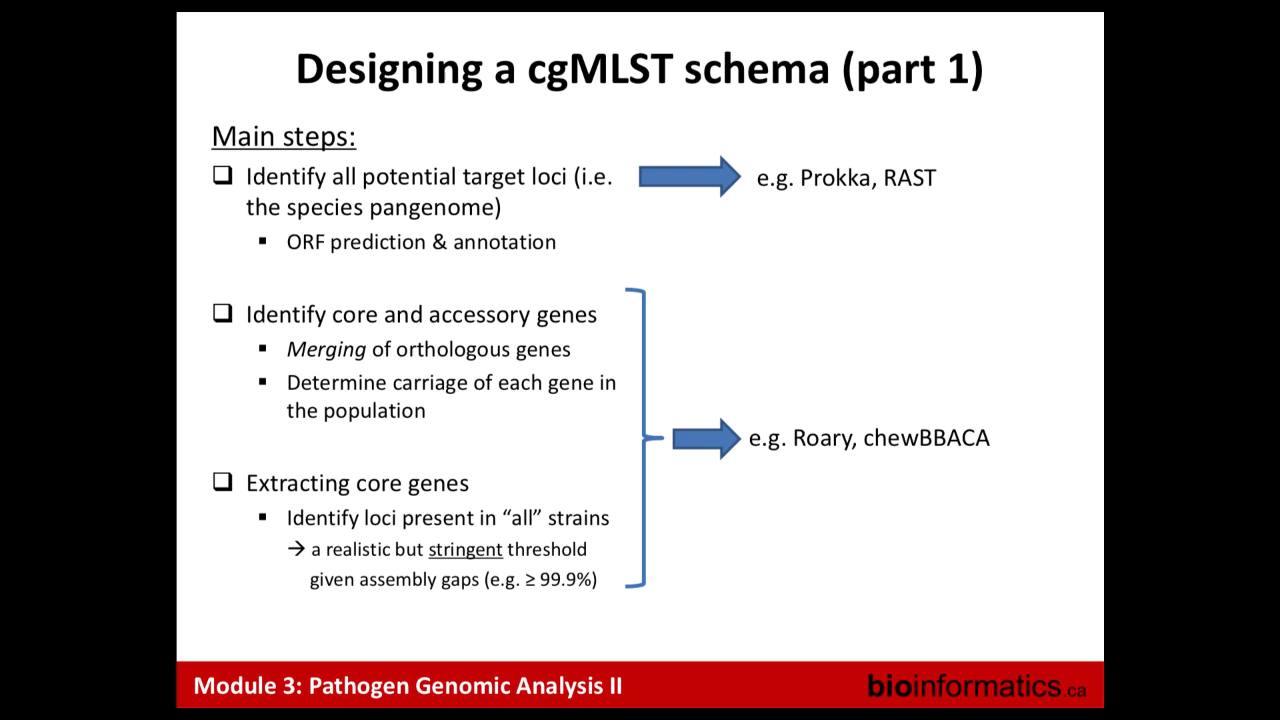 Designing a cgMLST schema (part 1)
Main steps:
❑ Identify all potential target loci (i.e.
the species pangenome)
▪ ORF prediction & annotation
e.g. Prokka, RAST
❑ Identify core and accessory genes
▪ Merging of orthologous genes
▪ Determine carriage of each gene in
the population
❑ Extracting core genes
▪ Identify loci present in “all” strains
→ a realistic but stringent threshold
given assembly gaps (e.g. ≥ 99.9%)
e.g. Roary, chewBBACA
Module 3: Pathogen Genomic Analysis II
bioinformatics.ca